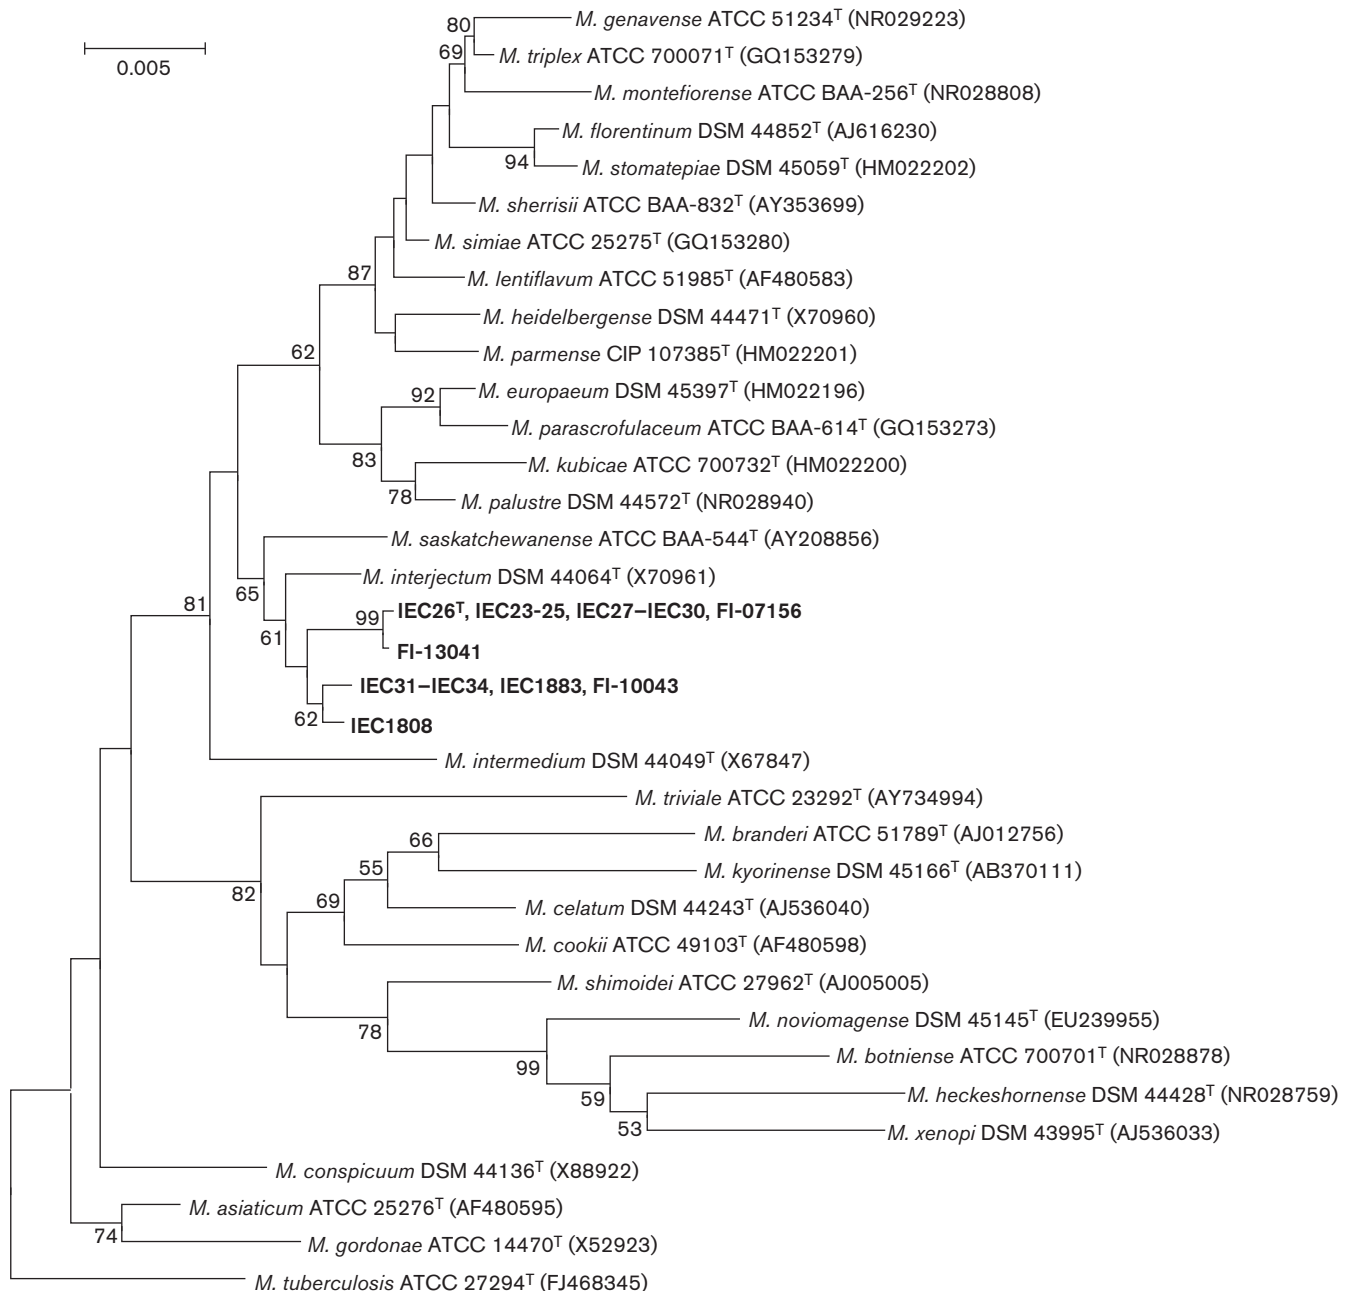 80
M. genavense ATCC 51234ᵀ (NR029223)
69
M. triplex ATCC 700071ᵀ (GQ153279)
0.005
M. montefiorense ATCC BAA-256ᵀ (NR028808)
M. florentinum DSM 44852ᵀ (AJ616230)
94
M. stomatepiae DSM 45059ᵀ (HM022202)
M. sherrisii ATCC BAA-832ᵀ (AY353699)
M. simiae ATCC 25275ᵀ (GQ153280)
87
M. lentiflavum ATCC 51985ᵀ (AF480583)
M. heidelbergense DSM 44471ᵀ (X70960)
62
M. parmense CIP 107385ᵀ (HM022201)
92
M. europaeum DSM 45397ᵀ (HM022196)
M. parascrofulaceum ATCC BAA-614ᵀ (GQ153273)
83
M. kubicae ATCC 700732ᵀ (HM022200)
78
M. palustre DSM 44572ᵀ (NR028940)
M. saskatchewanense ATCC BAA-544ᵀ (AY208856)
65
M. interjectum DSM 44064ᵀ (X70961)
81
99
IEC26ᵀ, IEC23-25, IEC27–IEC30, FI-07156
61
FI-13041
IEC31–IEC34, IEC1883, FI-10043
62
IEC1808
M. intermedium DSM 44049ᵀ (X67847)
M. triviale ATCC 23292ᵀ (AY734994)
66
M. branderi ATCC 51789ᵀ (AJ012756)
55
M. kyorinense DSM 45166ᵀ (AB370111)
82
69
M. celatum DSM 44243ᵀ (AJ536040)
M. cookii ATCC 49103ᵀ (AF480598)
M. shimoidei ATCC 27962ᵀ (AJ005005)
78
M. noviomagense DSM 45145ᵀ (EU239955)
99
M. botniense ATCC 700701ᵀ (NR028878)
59
M. heckeshornense DSM 44428ᵀ (NR028759)
53
M. xenopi DSM 43995ᵀ (AJ536033)
M. conspicuum DSM 44136ᵀ (X88922)
M. asiaticum ATCC 25276ᵀ (AF480595)
74
M. gordonae ATCC 14470ᵀ (X52923)
M. tuberculosis ATCC 27294ᵀ (FJ468345)